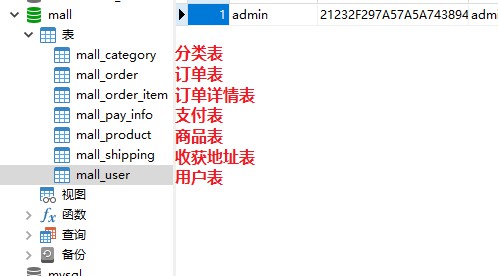 mall
1 admin 21232F297A57A5A743894 adm
表
mall_category 分类表
mall_order 订单表
mall_order_item 订单详情表
mall_pay_info 支付表
mall_product 商品表
mall_shipping 收获地址表
mall_user 用户表
视图
fx 函数
查询
备份
mysql